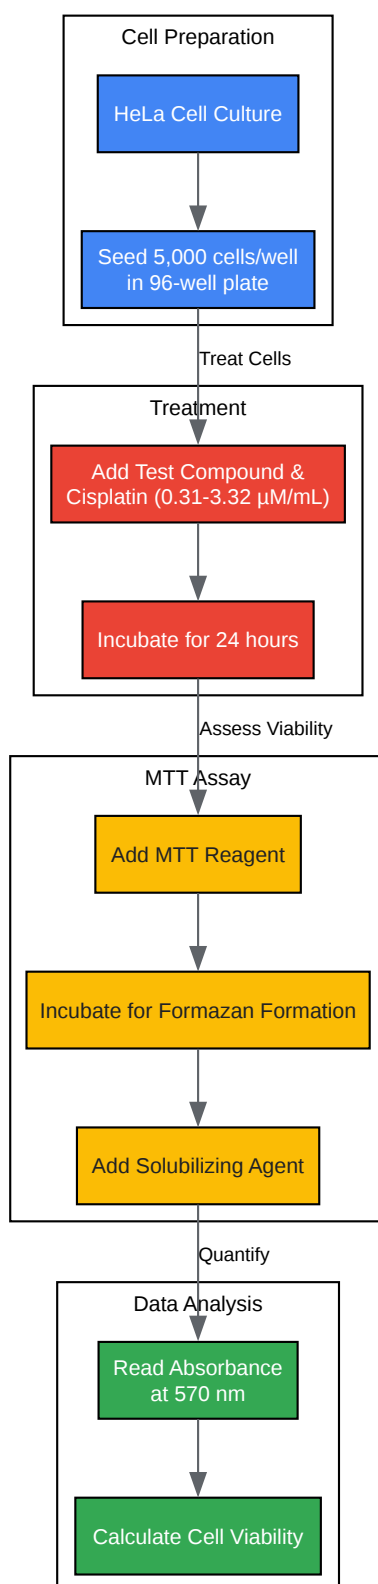 Cell Preparation
HeLa Cell Culture
Seed 5,000 cells/well
in 96-well plate
Treat Cells
Treatment
Add Test Compound &
Cisplatin (0.31-3.32 µM/mL)
Incubate for 24 hours
Assess Viability
MTT Assay
Add MTT Reagent
Incubate for Formazan Formation
Add Solubilizing Agent
Quantify
Data Analysis
Read Absorbance
at 570 nm
Calculate Cell Viability